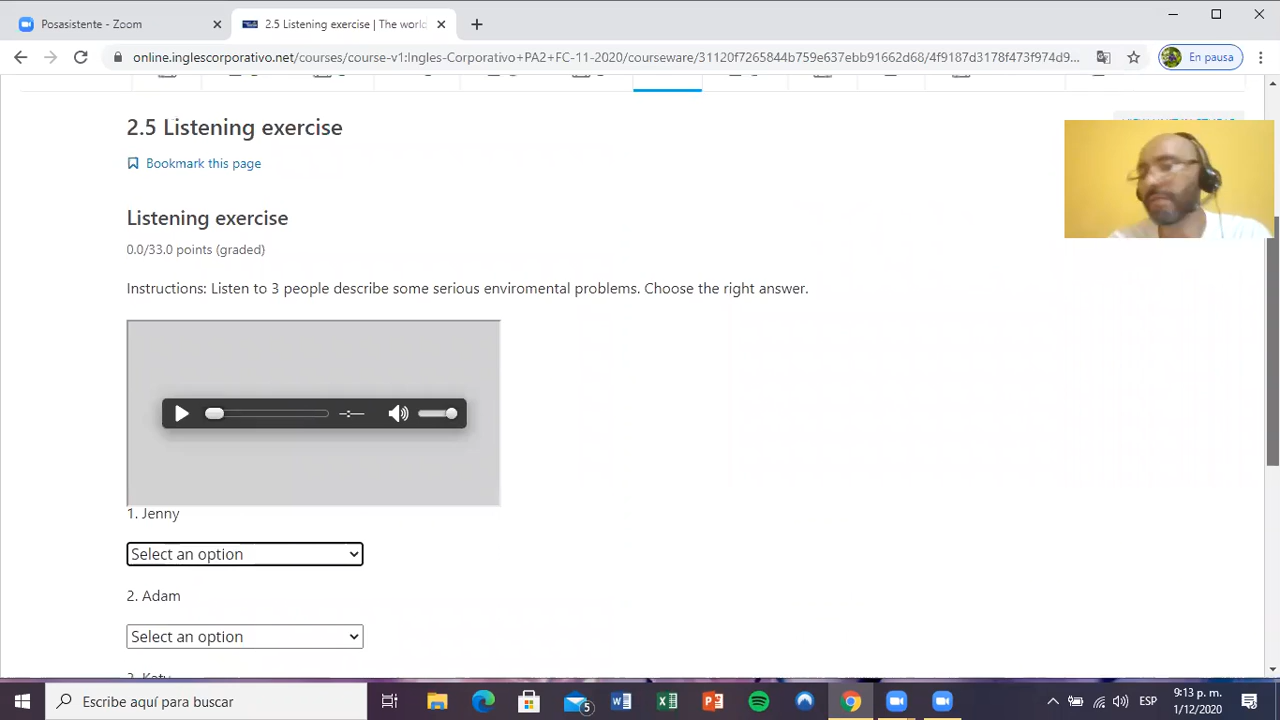 Posasistente - Zoom
2.5 Listening exercise | The world
online.inglescorporativo.net/courses/course-v1:Ingles-Corporativo+PA2+FC-11-2020/courseware/31120f7265844b759e637ebb91662d68/4f9187d3178f473f974d9...
En pausa
2.5 Listening exercise
Bookmark this page
Listening exercise
0.0/33.0 points (graded)
Instructions: Listen to 3 people describe some serious enviromental problems. Choose the right answer.
1. Jenny
Select an option
2. Adam
Select an option
Escribe aquí para buscar
5
ESP
9:13 p. m.
1/12/2020